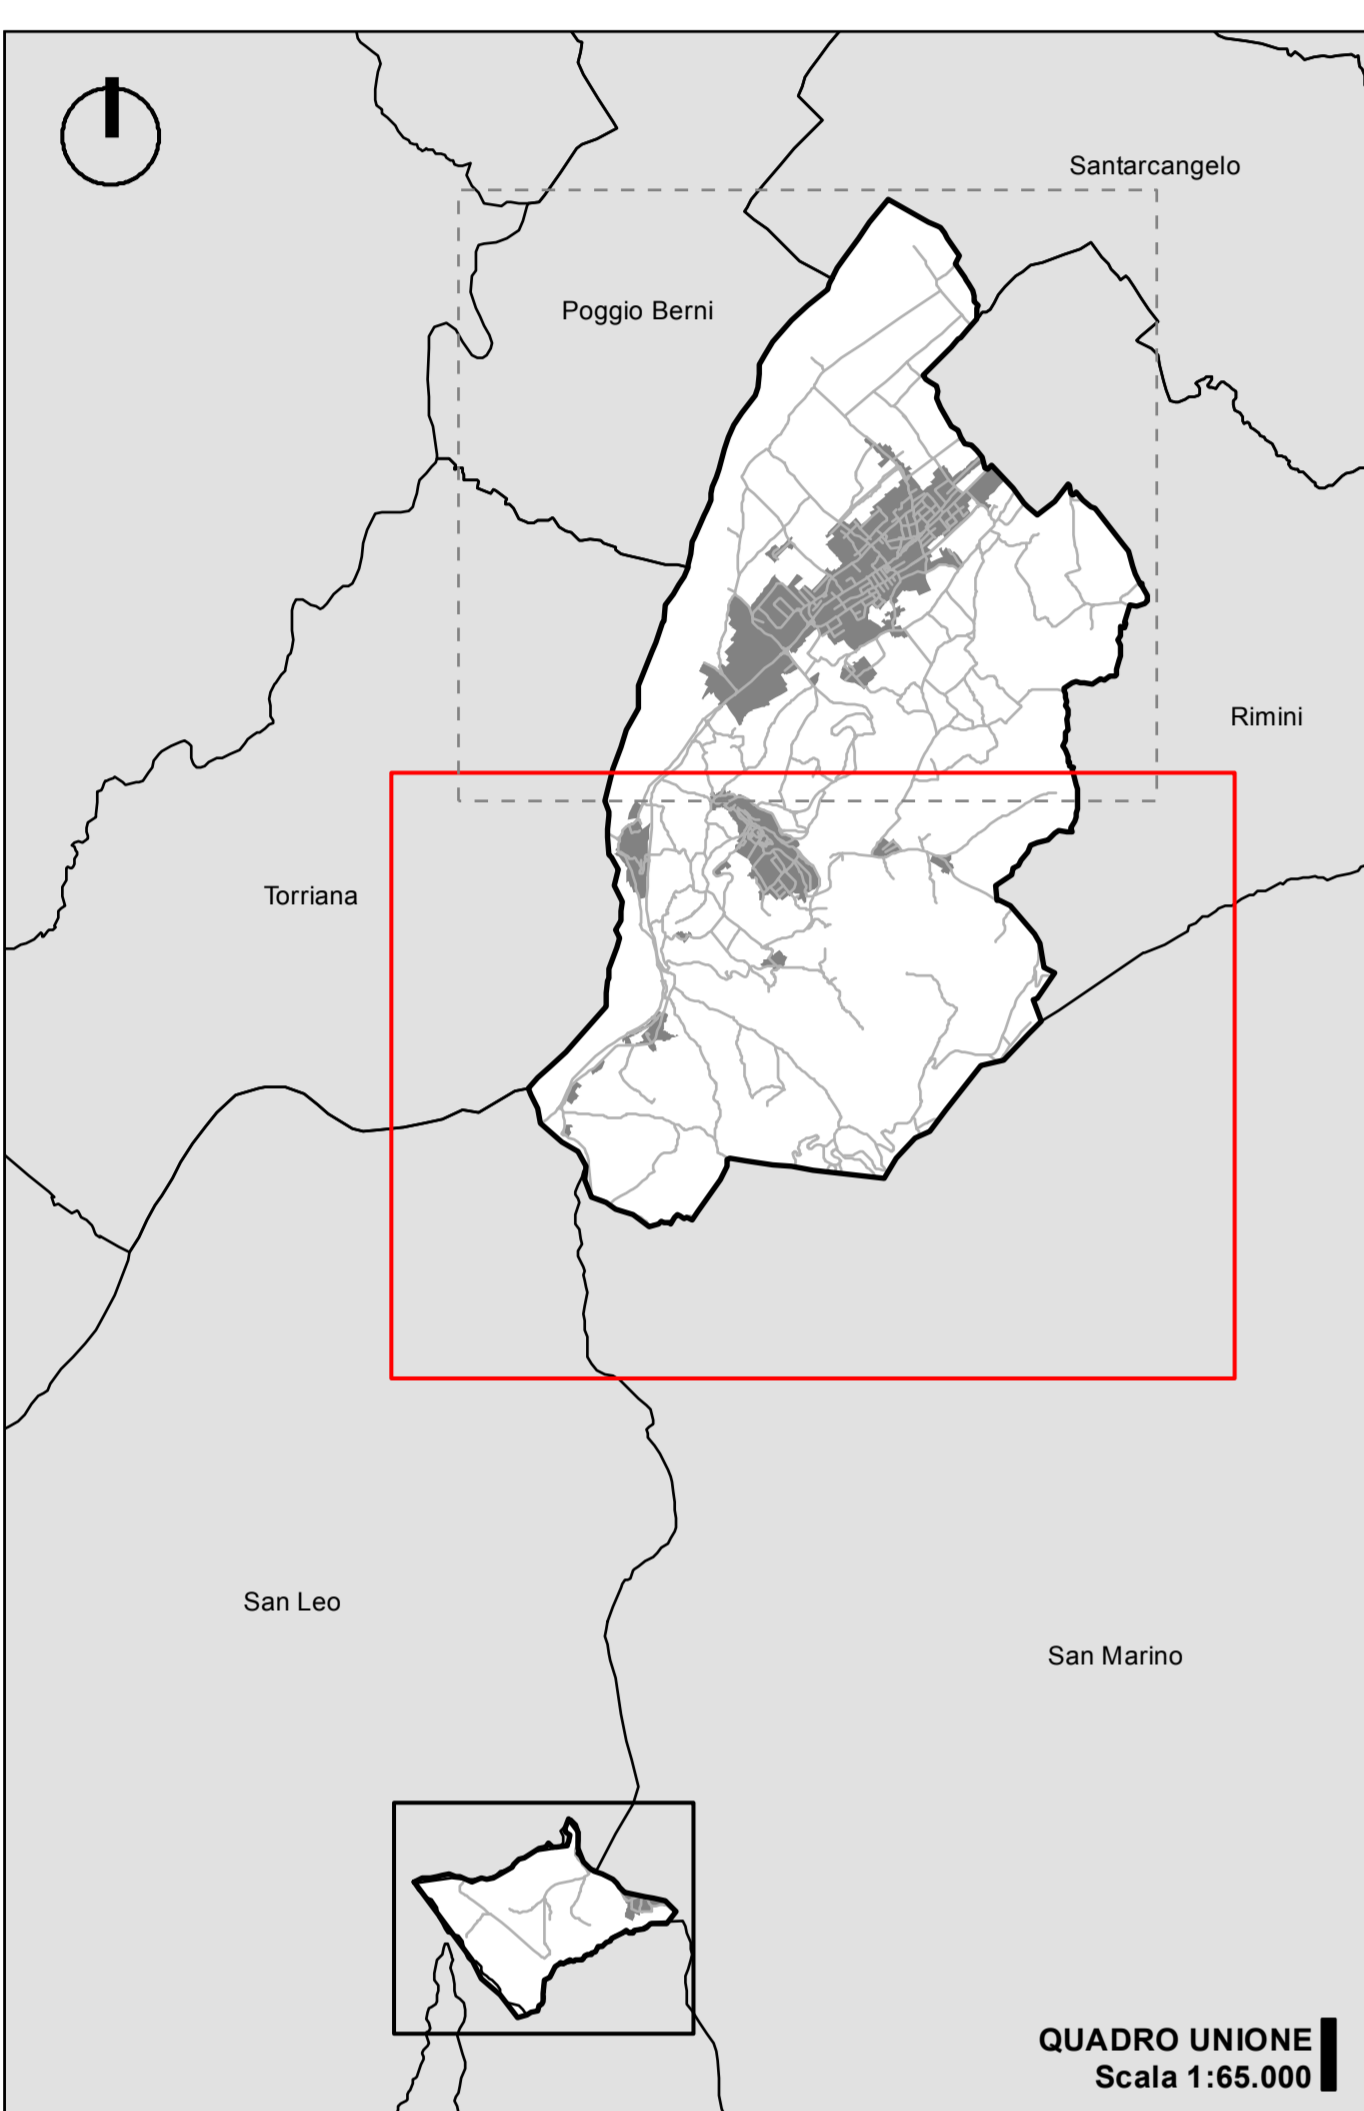 Santarcangelo
Poggio Berni
Rimini
Torriana
San Leo
San Marino
QUADRO UNIONE
Scala 1:65.000